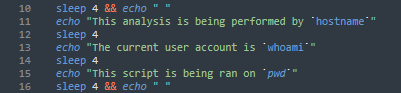 10 sleep 4 && echo " "
11 echo "This analysis is being performed by `hostname`"
12 sleep 4
13 echo "The current user account is `whoami`"
14 sleep 4
15 echo "This script is being ran on `pwd`"
16 sleep 4 && echo " "